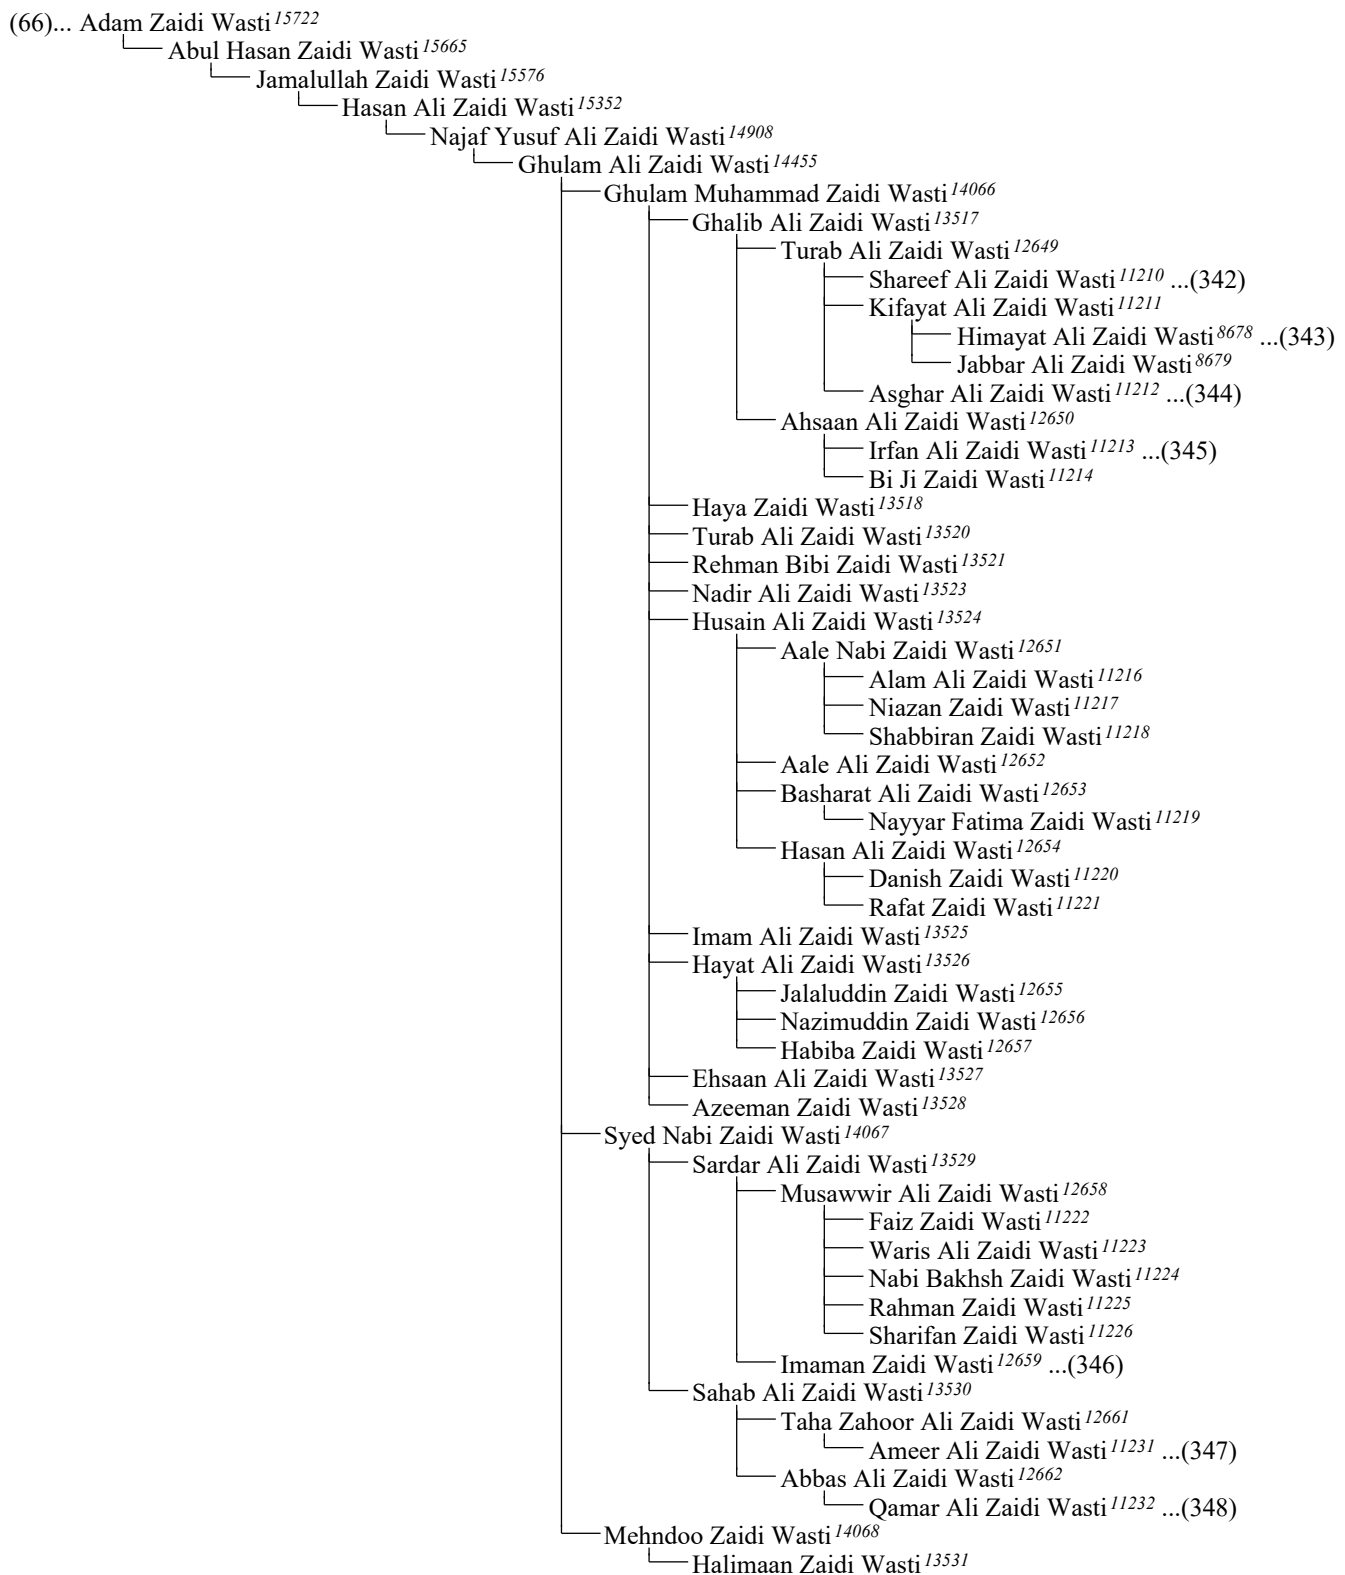 (66)... Adam Zaidi Wasti 15722
Abul Hasan Zaidi Wasti 15665
Jamalullah Zaidi Wasti 15576
Hasan Ali Zaidi Wasti 15352
Najaf Yusuf Ali Zaidi Wasti 14908
Ghulam Ali Zaidi Wasti 14455
Ghulam Muhammad Zaidi Wasti 14066
Ghalib Ali Zaidi Wasti 13517
Turab Ali Zaidi Wasti 12649
Shareef Ali Zaidi Wasti 11210 ...(342)
Kifayat Ali Zaidi Wasti 11211
Himayat Ali Zaidi Wasti 8678 ...(343)
Jabbar Ali Zaidi Wasti 8679
Asghar Ali Zaidi Wasti 11212 ...(344)
Ahsaan Ali Zaidi Wasti 12650
Irfan Ali Zaidi Wasti 11213 ...(345)
Bi Ji Zaidi Wasti 11214
Haya Zaidi Wasti 13518
Turab Ali Zaidi Wasti 13520
Rehman Bibi Zaidi Wasti 13521
Nadir Ali Zaidi Wasti 13523
Husain Ali Zaidi Wasti 13524
Aale Nabi Zaidi Wasti 12651
Alam Ali Zaidi Wasti 11216
Niazan Zaidi Wasti 11217
Shabbiran Zaidi Wasti 11218
Aale Ali Zaidi Wasti 12652
Basharat Ali Zaidi Wasti 12653
Nayyar Fatima Zaidi Wasti 11219
Hasan Ali Zaidi Wasti 12654
Danish Zaidi Wasti 11220
Rafat Zaidi Wasti 11221
Imam Ali Zaidi Wasti 13525
Hayat Ali Zaidi Wasti 13526
Jalaluddin Zaidi Wasti 12655
Nazimuddin Zaidi Wasti 12656
Habiba Zaidi Wasti 12657
Ehsaan Ali Zaidi Wasti 13527
Azeeman Zaidi Wasti 13528
Syed Nabi Zaidi Wasti 14067
Sardar Ali Zaidi Wasti 13529
Musawwir Ali Zaidi Wasti 12658
Faiz Zaidi Wasti 11222
Waris Ali Zaidi Wasti 11223
Nabi Bakhsh Zaidi Wasti 11224
Rahman Zaidi Wasti 11225
Sharifan Zaidi Wasti 11226
Imaman Zaidi Wasti 12659 ...(346)
Sahab Ali Zaidi Wasti 13530
Taha Zahoor Ali Zaidi Wasti 12661
Ameer Ali Zaidi Wasti 11231 ...(347)
Abbas Ali Zaidi Wasti 12662
Qamar Ali Zaidi Wasti 11232 ...(348)
Mehndoo Zaidi Wasti 14068
Halimaan Zaidi Wasti 13531